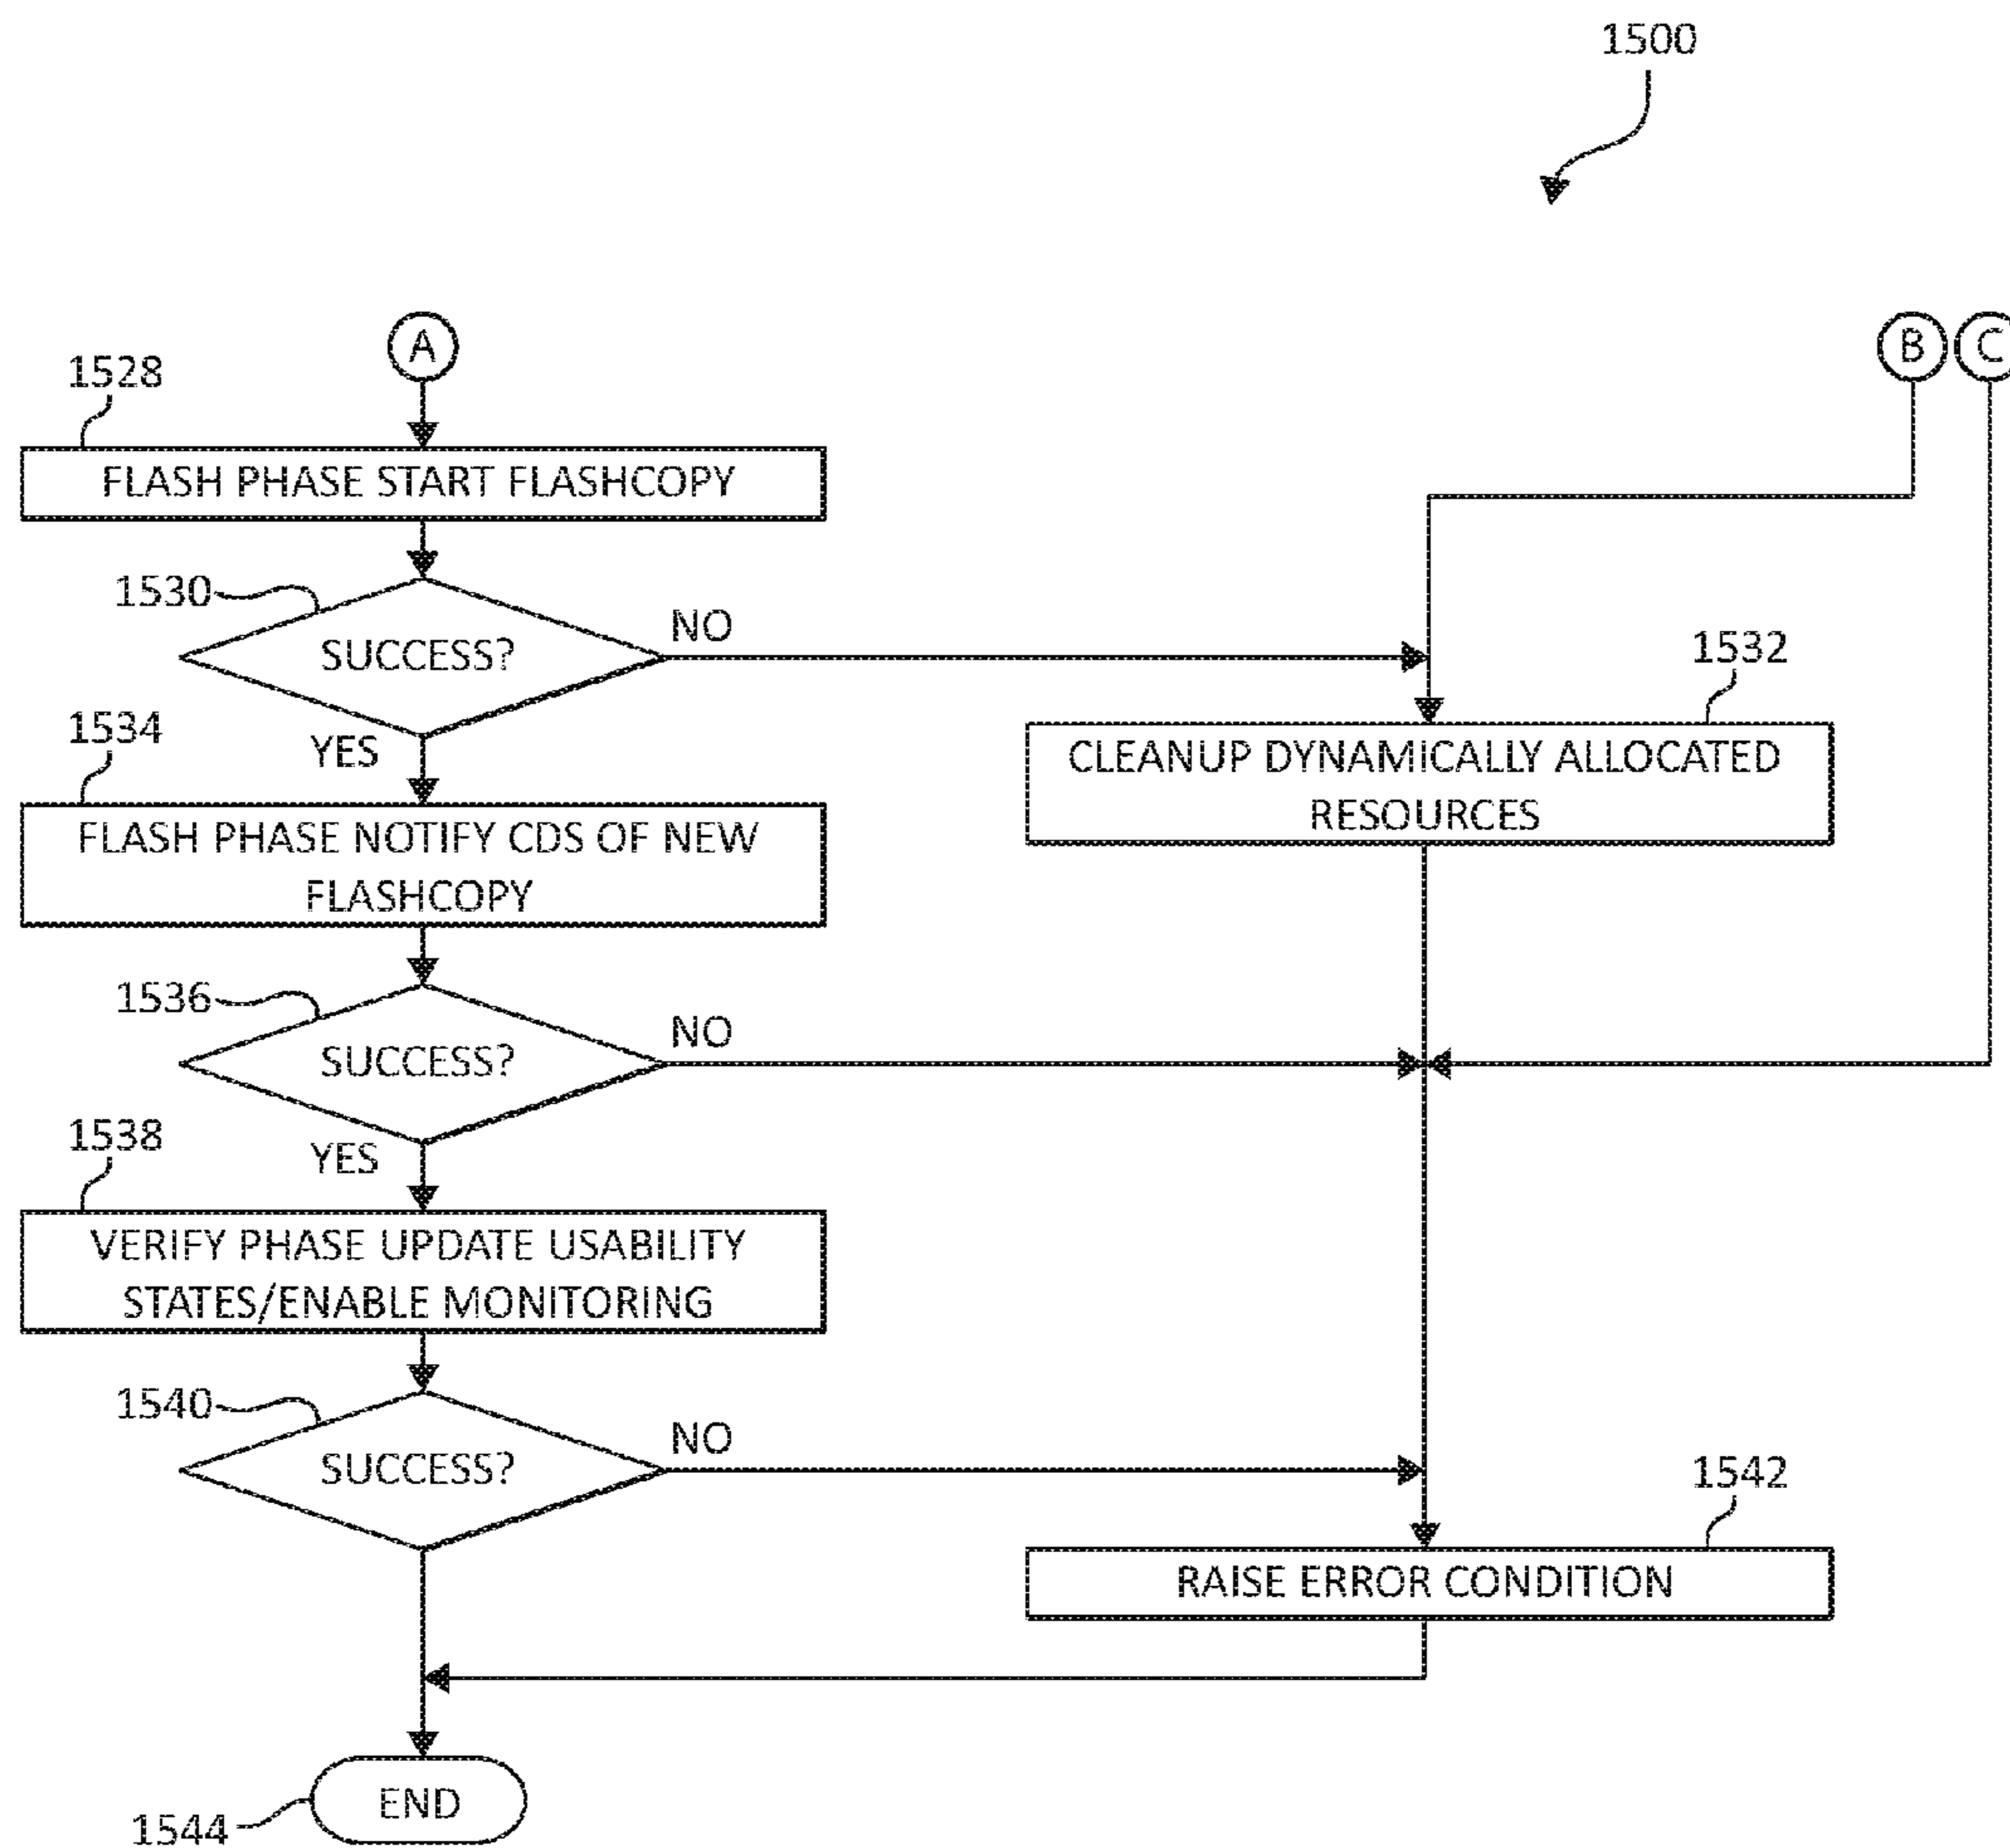 1500
A
B
C
1528
FLASH PHASE START FLASHCOPY
1530
SUCCESS?
NO
1532
YES
1534
CLEANUP DYNAMICALLY ALLOCATED
RESOURCES
FLASH PHASE NOTIFY CDS OF NEW
FLASHCOPY
1536
SUCCESS?
NO
YES
1538
VERIFY PHASE UPDATE USABILITY
STATES/ENABLE MONITORING
1540
SUCCESS?
NO
1542
RAISE ERROR CONDITION
END
1544